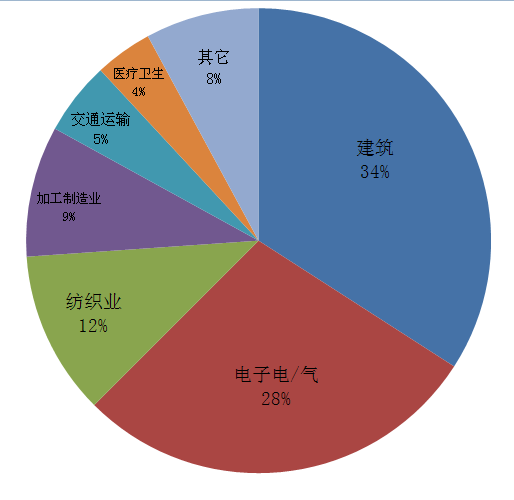 其它
8%
医疗卫生
4%
交通运输
5%
建筑
34%
加工制造业
9%
纺织业
12%
电子电/气
28%